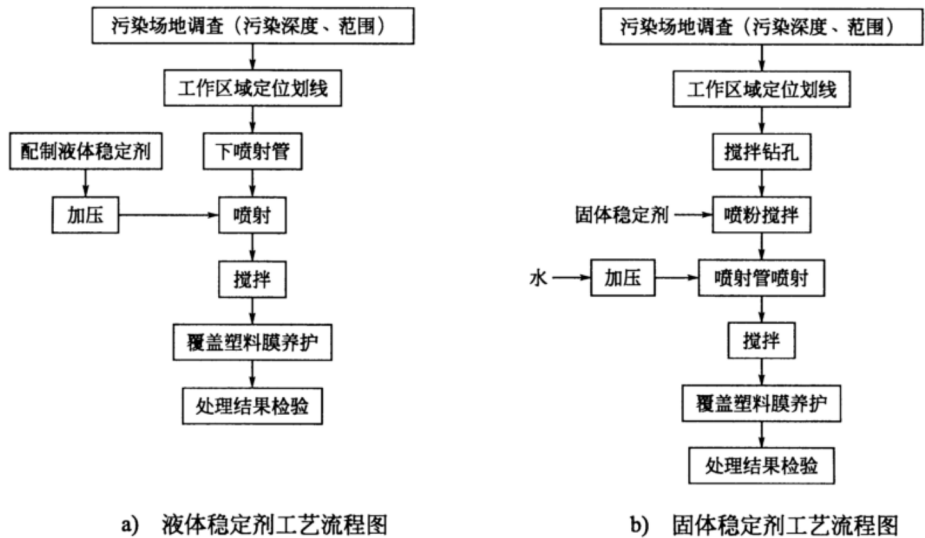 污染场地调查（污染深度、范围）
工作区域定位划线
配制液体稳定剂
下喷射管
加压
喷射
搅拌
覆盖塑料膜养护
处理结果检验
a) 液体稳定剂工艺流程图
污染场地调查（污染深度、范围）
工作区域定位划线
搅拌钻孔
固体稳定剂
喷粉搅拌
水
加压
喷射管喷射
搅拌
覆盖塑料膜养护
处理结果检验
b) 固体稳定剂工艺流程图